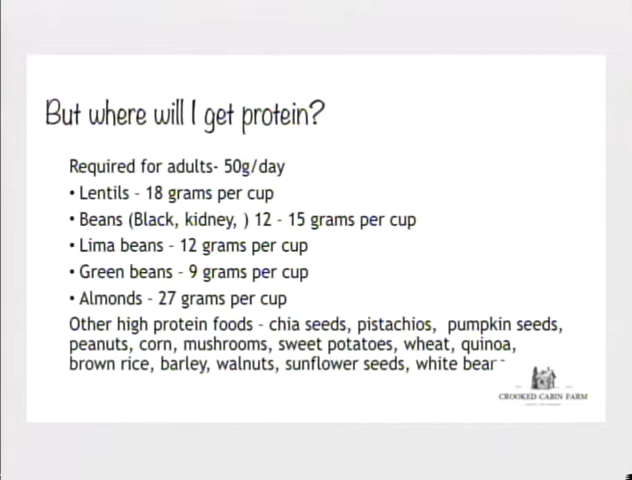 But where will I get protein?
Required for adults- 50g/day
• Lentils - 18 grams per cup
• Beans (Black, kidney, ) 12 - 15 grams per cup
• Lima beans - 12 grams per cup
• Green beans - 9 grams per cup
• Almonds - 27 grams per cup
Other high protein foods - chia seeds, pistachios, pumpkin seeds,
peanuts, corn, mushrooms, sweet potatoes, wheat, quinoa,
brown rice, barley, walnuts, sunflower seeds, white bear
CROOKED CABIN FARM